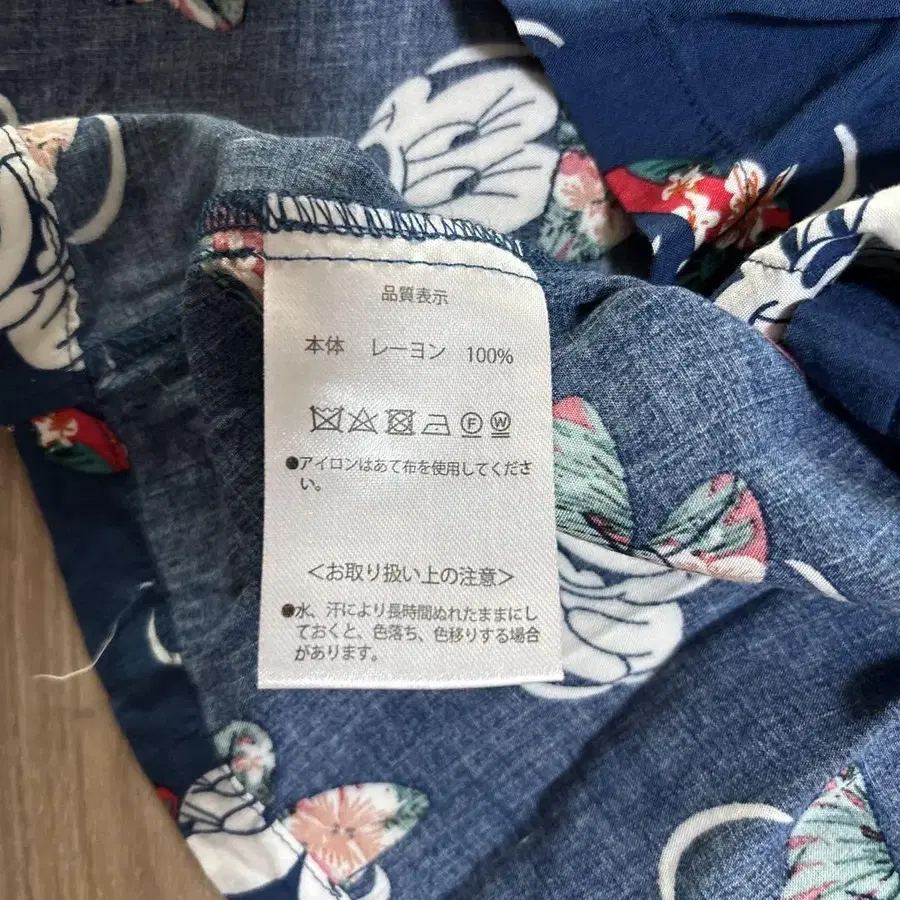 品質表示
本体 レーヨン 100%
F W
●アイロンはあて布を使用してくださ
い。
＜お取り扱い上の注意＞
●水、汗により長時間ぬれたままにし
ておくと、色落ち、色移りする場合
があります。